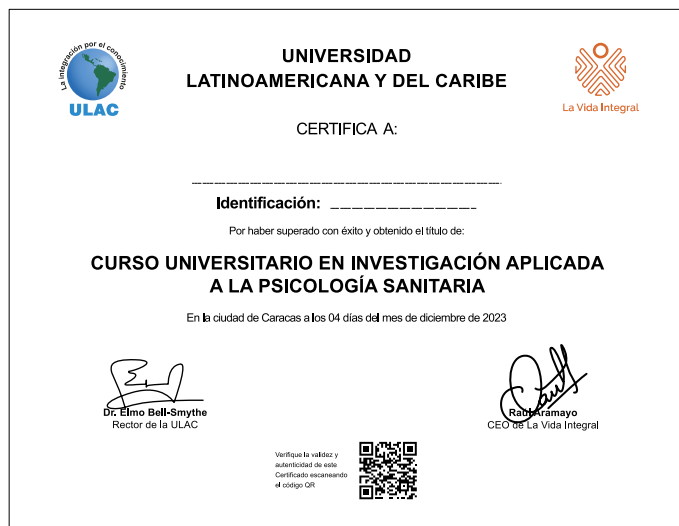 La integración por el conocimiento
ULAC
UNIVERSIDAD
LATINOAMERICANA Y DEL CARIBE
La Vida Integral
CERTIFICA A:
Identificación:
Por haber superado con éxito y obtenido el título de:
CURSO UNIVERSITARIO EN INVESTIGACIÓN APLICADA
A LA PSICOLOGÍA SANITARIA
En la ciudad de Caracas a los 04 días del mes de diciembre de 2023
Dr. Elmo Bell-Smythe
Rector de la ULAC
Raúl Aramayo
CEO de La Vida Integral
Verifique la validez y
autenticidad de este
Certificado escaneando
el código QR